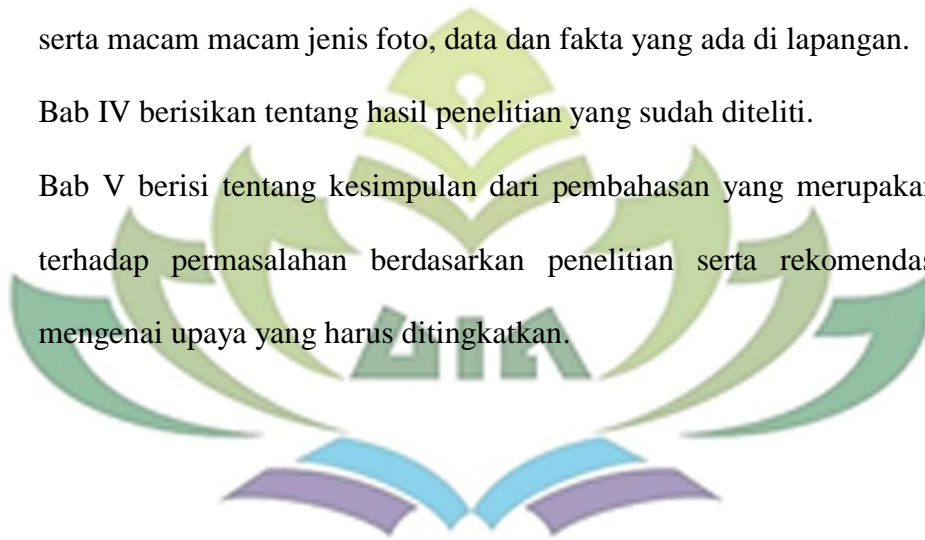 serta macam macam jenis foto, data dan fakta yang ada di lapangan.
Bab IV berisikan tentang hasil penelitian yang sudah diteliti.
Bab V berisi tentang kesimpulan dari pembahasan yang merupakan
terhadap permasalahan berdasarkan penelitian serta rekomendas
mengenai upaya yang harus ditingkatkan.